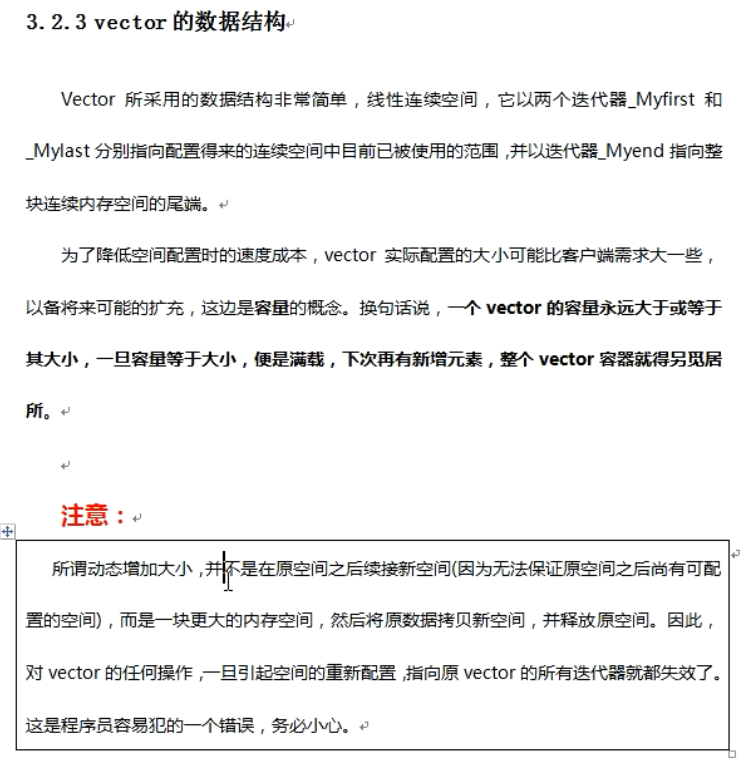 3.2.3 vector 的数据结构
Vector 所采用的数据结构非常简单，线性连续空间，它以两个迭代器_Myfirst 和
_Mylast 分别指向配置得来的连续空间中目前已被使用的范围，并以迭代器_Myend 指向整
块连续内存空间的尾端。
为了降低空间配置时的速度成本，vector 实际配置的大小可能比客户端需求大一些，
以备将来可能的扩充，这边是容量的概念。换句话说，一个 vector 的容量永远大于或等于
其大小，一旦容量等于大小，便是满载，下次再有新增元素，整个 vector 容器就得另觅居
所。
注意：
所谓动态增加大小，并不是在原空间之后续接新空间(因为无法保证原空间之后尚有可配
置的空间)，而是一块更大的内存空间，然后将原数据拷贝新空间，并释放原空间。因此，
对 vector 的任何操作，一旦引起空间的重新配置，指向原 vector 的所有迭代器就都失效了。
这是程序员容易犯的一个错误，务必小心。